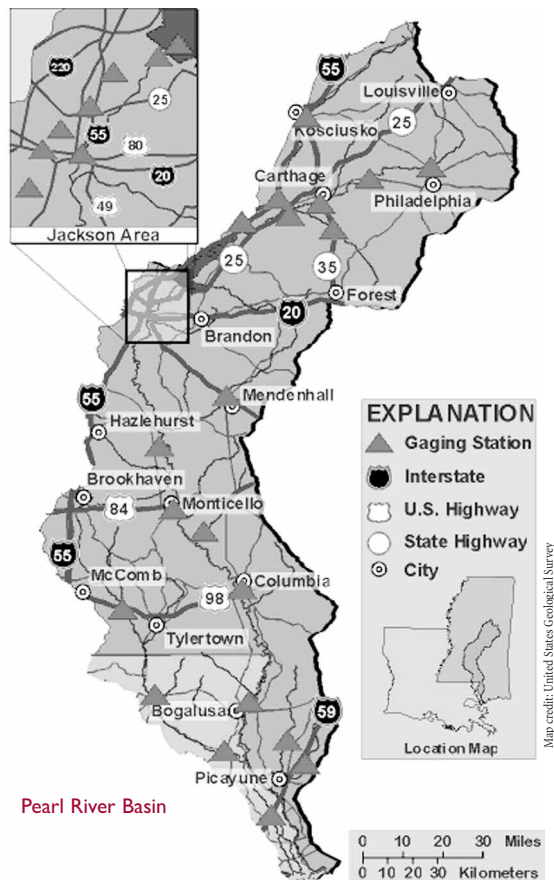 220
25
55
80
20
49
Jackson Area
55
Louisville
Kosciusko
25
Carthage
Philadelphia
25
35
Forest
20
Brandon
55
Mendenhall
Hazlehurst
Brookhaven
84
Monticello
55
McComb
Columbia
98
Tylertown
Bogalusa
59
Picayune
EXPLANATION
Gaging Station
Interstate
U.S. Highway
State Highway
City
Location Map
Map credit: United States Geological Survey
Pearl River Basin
0 10 20 30 Miles
0 10 20 30 Kilometers